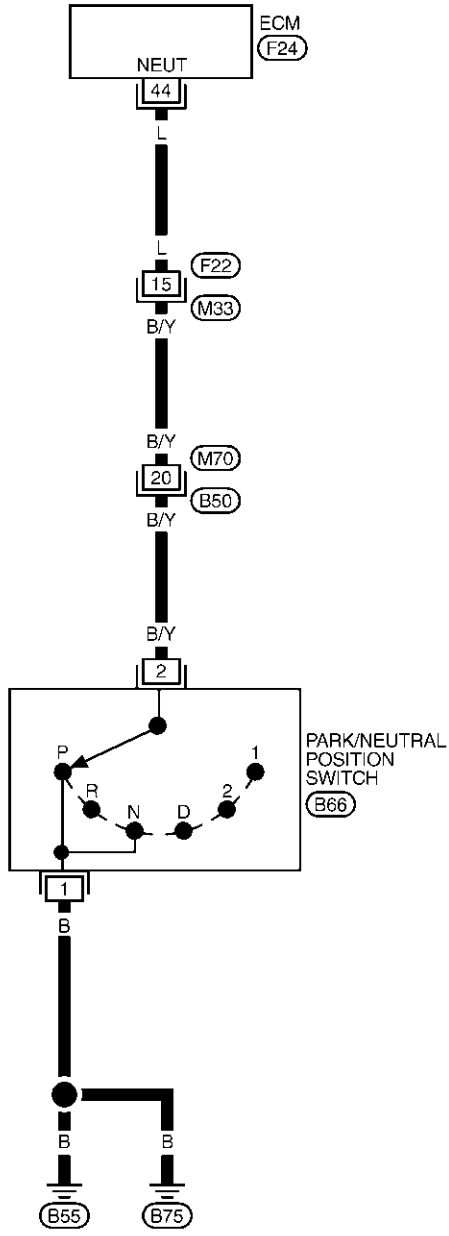 ECM
F24
NEUT
44
L
L
F22
15
M33
B/Y
B/Y
M70
20
B50
B/Y
B/Y
2
PARK/NEUTRAL
POSITION
SWITCH
B66
P
1
R
2
N
D
1
B
B
B
B55
B75